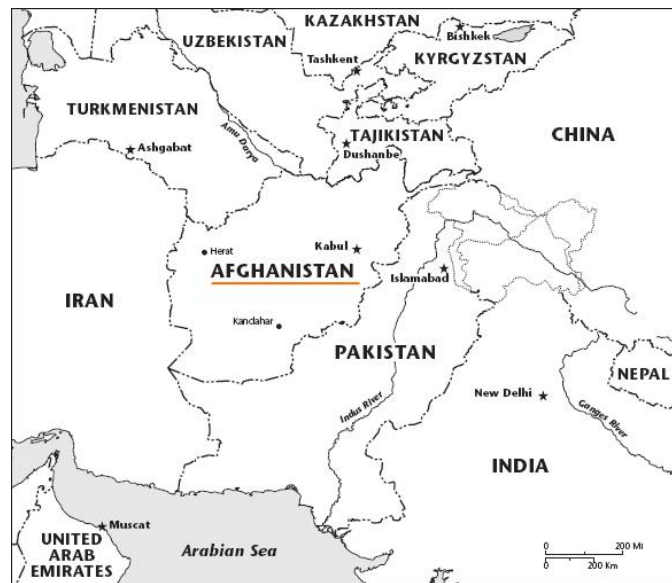 KAZAKHSTAN
UZBEKISTAN
Bishkek
Tashkent
KYRGYZSTAN
TURKMENISTAN
Amu Darya
TAJIKISTAN
Dushanbe
CHINA
Ashgabat
Herat
Kabul
AFGHANISTAN
Islamabad
IRAN
Kandahar
PAKISTAN
NEPAL
New Delhi
Indus River
Ganges River
INDIA
Muscat
UNITED
ARAB
EMIRATES
Arabian Sea
0 200 Mi
0 200 Km